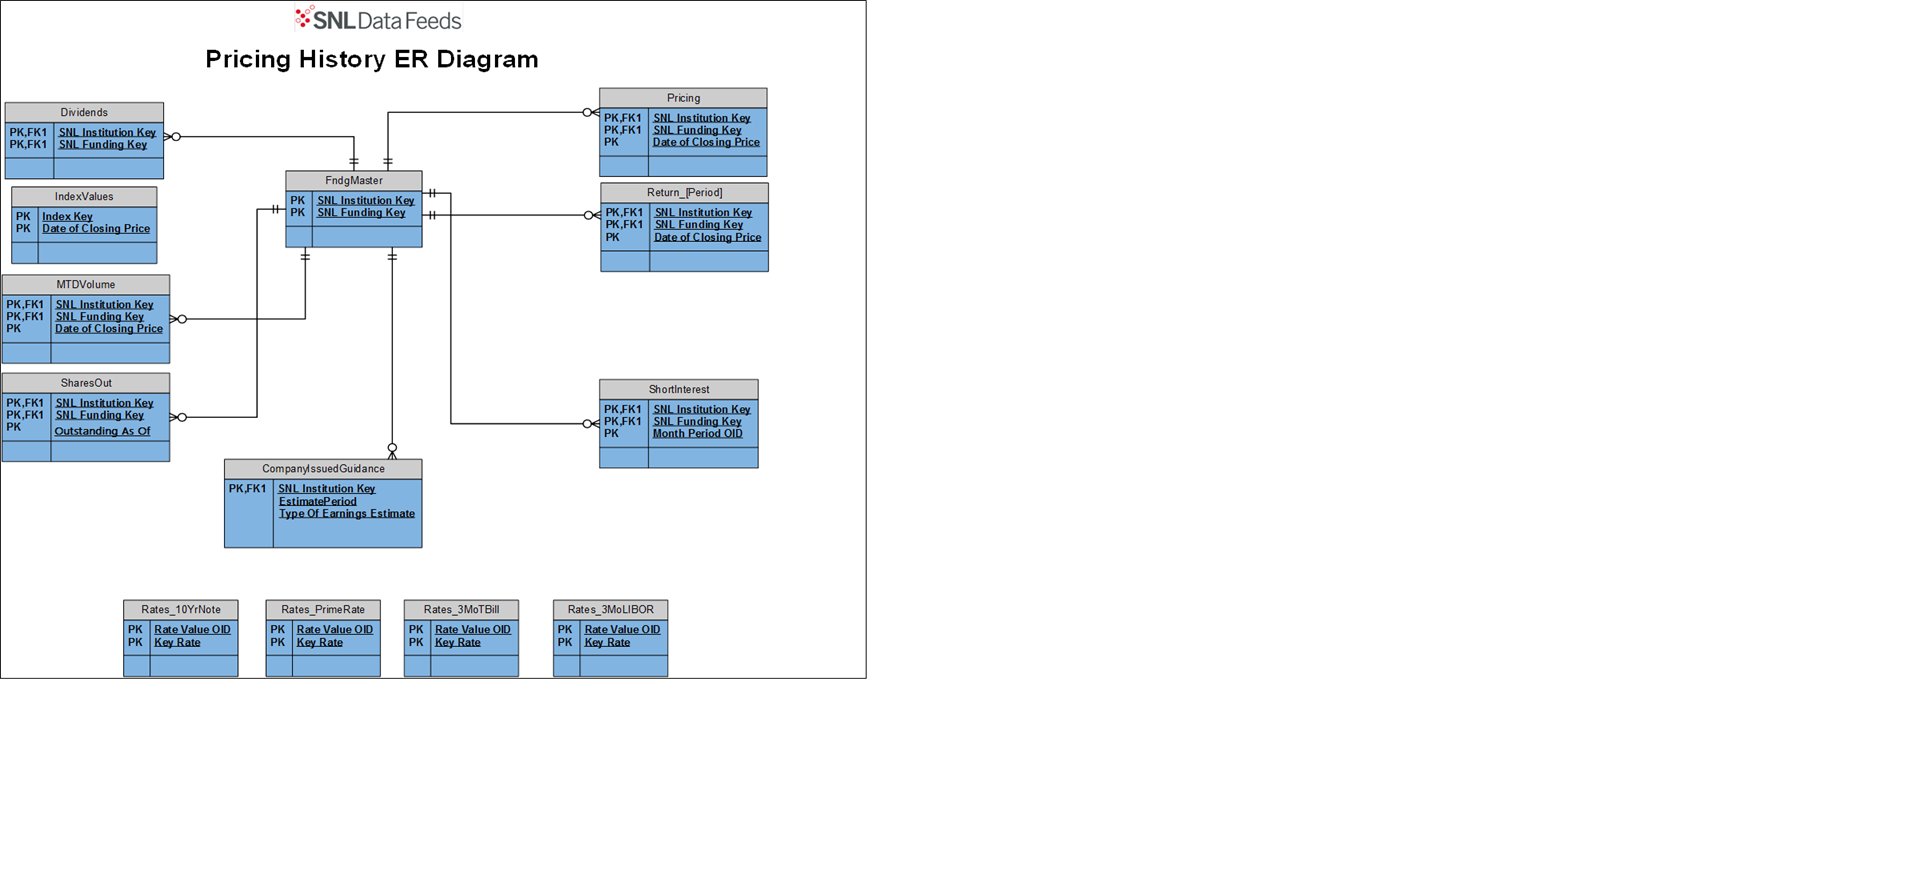 SNL Data Feeds
Pricing History ER Diagram
Dividends
PK,FK1 SNL Institution Key
PK,FK1 SNL Funding Key
Pricing
PK,FK1 SNL Institution Key
PK,FK1 SNL Funding Key
PK Date of Closing Price
FndgMaster
PK SNL Institution Key
PK SNL Funding Key
IndexValues
PK Index Key
PK Date of Closing Price
Return_[Period]
PK,FK1 SNL Institution Key
PK,FK1 SNL Funding Key
PK Date of Closing Price
MTDVolume
PK,FK1 SNL Institution Key
PK,FK1 SNL Funding Key
PK Date of Closing Price
SharesOut
PK,FK1 SNL Institution Key
PK,FK1 SNL Funding Key
PK Outstanding As Of
ShortInterest
PK,FK1 SNL Institution Key
PK,FK1 SNL Funding Key
PK Month Period OID
CompanyIssuedGuidance
PK,FK1 SNL Institution Key
EstimatePeriod
Type Of Earnings Estimate
Rates_10YrNote
PK Rate Value OID
PK Key Rate
Rates_PrimeRate
PK Rate Value OID
PK Key Rate
Rates_3MoTBill
PK Rate Value OID
PK Key Rate
Rates_3MoLIBOR
PK Rate Value OID
PK Key Rate